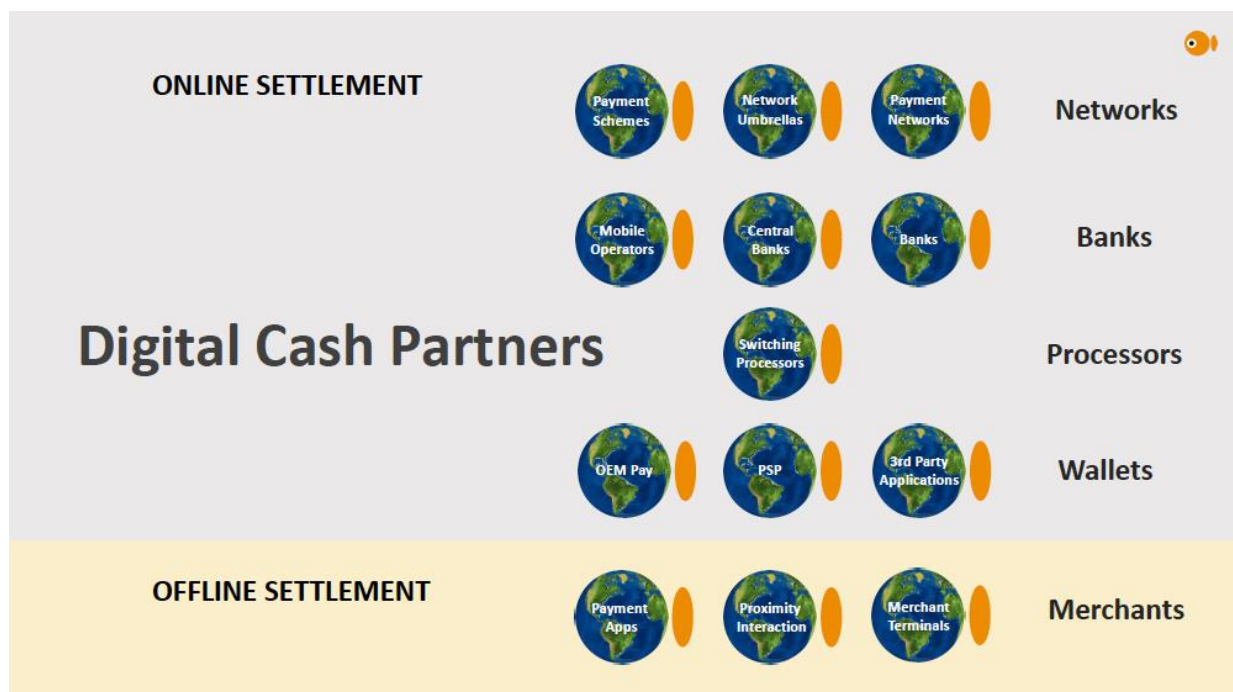 ONLINE SETTLEMENT
Payment
Schemes
Network
Umbrellas
Payment
Networks
Networks
Mobile
Operators
Central
Banks
Banks
Banks
Digital Cash Partners
Switching
Processors
Processors
OEM Pay
PSP
3rd Party
Applications
Wallets
OFFLINE SETTLEMENT
Payment
Apps
Proximity
Interaction
Merchant
Terminals
Merchants